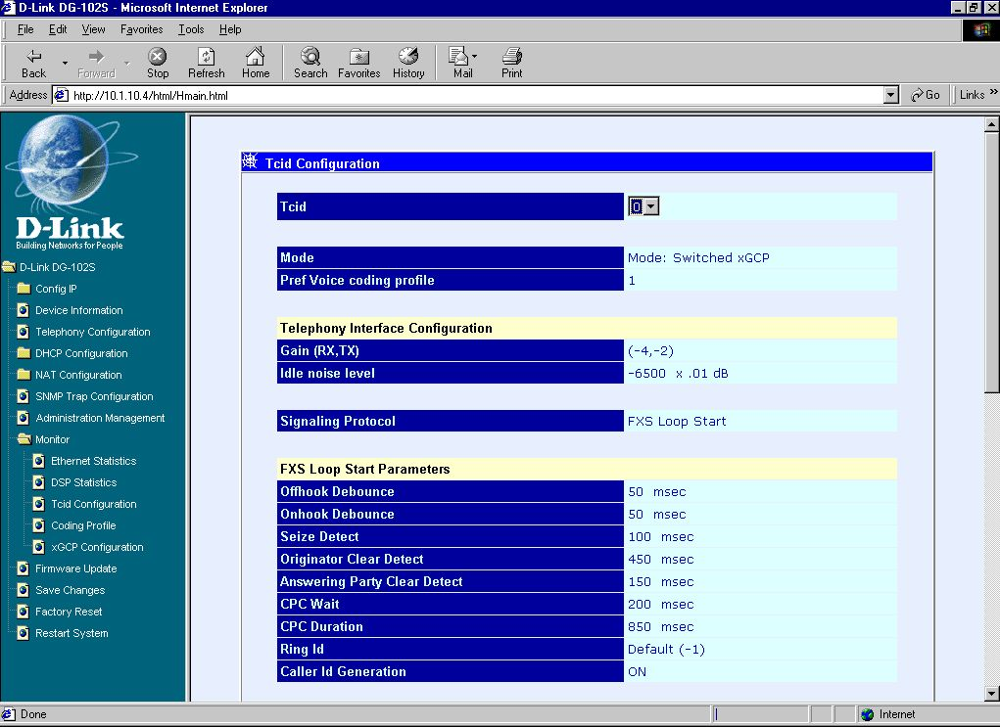 D-Link DG-102S - Microsoft Internet Explorer
File Edit View Favorites Tools Help
Back Forward Stop Refresh Home Search Favorites History Mail Print
Address http://10.1.10.4/html/Hmain.html Go Links »
D-Link
Building Networks for People
D-Link DG-102S
Config IP
Device Information
Telephony Configuration
DHCP Configuration
NAT Configuration
SNMP Trap Configuration
Administration Management
Monitor
Ethernet Statistics
DSP Statistics
Tcid Configuration
Coding Profile
xGCP Configuration
Firmware Update
Save Changes
Factory Reset
Restart System
Tcid Configuration
Tcid 0
Mode Mode: Switched xGCP
Pref Voice coding profile 1
Telephony Interface Configuration
Gain (RX,TX) (-4,-2)
Idle noise level -6500 x .01 dB
Signaling Protocol FXS Loop Start
FXS Loop Start Parameters
Offhook Debounce 50 msec
Onhook Debounce 50 msec
Seize Detect 100 msec
Originator Clear Detect 450 msec
Answering Party Clear Detect 150 msec
CPC Wait 200 msec
CPC Duration 850 msec
Ring Id Default (-1)
Caller Id Generation ON
Done Internet